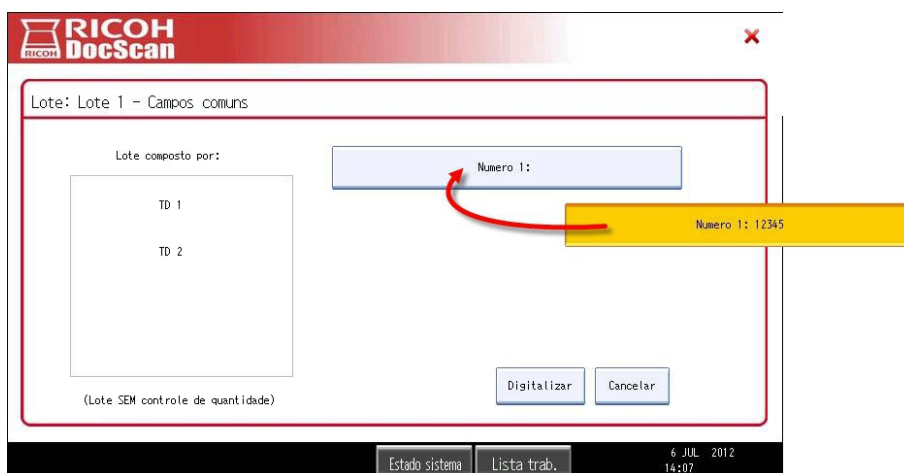 RICOH
RICOH DocScan
Lote: Lote 1 - Campos comuns
Lote composto por:
Numero 1:
TD 1
Numero 1: 12345
TD 2
Digitalizar Cancelar
(Lote SEM controle de quantidade)
Estado sistema Lista trab. 6 JUL 2012
14:07